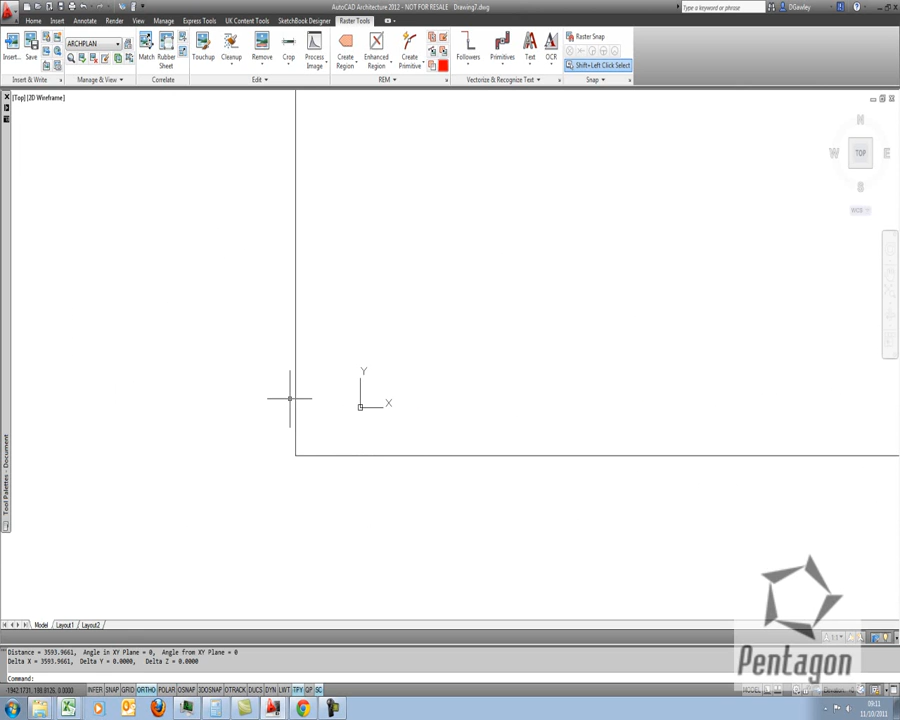 AutoCAD Architecture 2012 - NOT FOR RESALE Drawing7.dwg
Type a keyword or phrase
DGawley
Home Insert Annotate Render View Manage Express Tools UK Content Tools SketchBook Designer Raster Tools
Insert... Save
ARCHPLAN
Match Rubber Sheet
Touchup Cleanup Remove Crop Process Image
Create Region Enhanced Region Create Primitive
Followers Primitives Text OCR
Raster Snap
Shift+Left Click Select
Insert & Write Manage & View Correlate Edit REM Vectorize & Recognize Text Snap
[Top] [2D Wireframe]
N
W TOP E
S
WCS
Y
X
Tool Palettes - Document
Model Layout1 Layout2
Distance = 3593.9661, Angle in XY Plane = 0, Angle from XY Plane = 0
Delta X = 3593.9661, Delta Y = 0.0000, Delta Z = 0.0000
Command:
INFER SNAP GRID ORTHO POLAR OSNAP 3DOSNAP OTRACK DUCS DYN LWT TPY QP SC
MODEL
Elevation:
Pentagon
09:11
11/10/2011